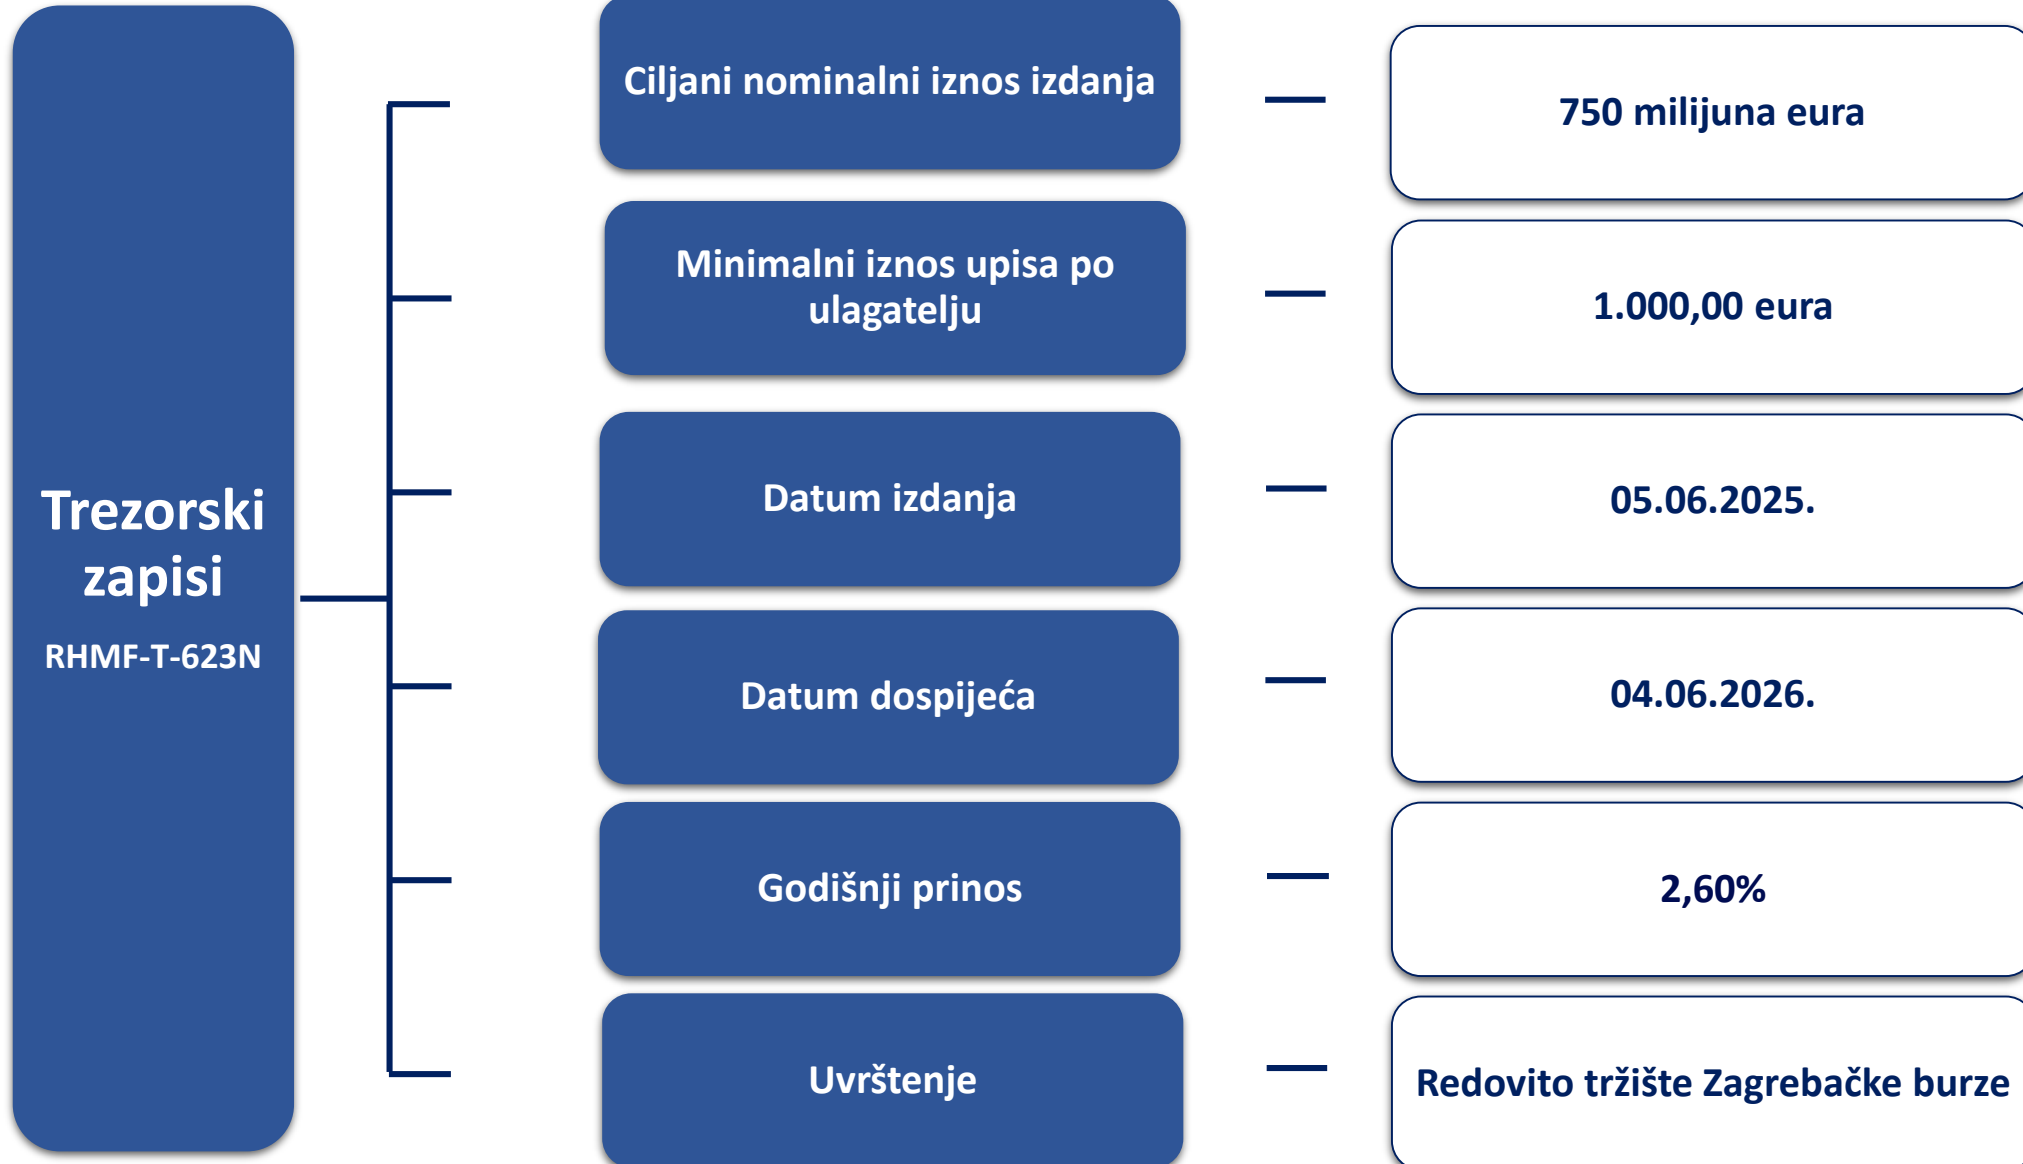 Trezorski
zapisi
RHMF-T-623N
Ciljani nominalni iznos izdanja
750 milijuna eura
Minimalni iznos upisa po
ulagatelju
1.000,00 eura
Datum izdanja
05.06.2025.
Datum dospijeća
04.06.2026.
Godišnji prinos
2,60%
Uvrštenje
Redovito tržište Zagrebačke burze